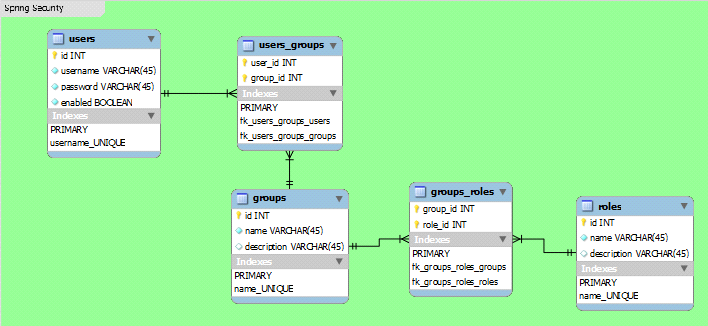 Spring Security
users
id INT
username VARCHAR(45)
password VARCHAR(45)
enabled BOOLEAN
Indexes
PRIMARY
username_UNIQUE
users_groups
user_id INT
group_id INT
Indexes
PRIMARY
fk_users_groups_users
fk_users_groups_groups
groups
id INT
name VARCHAR(45)
description VARCHAR(45)
Indexes
PRIMARY
name_UNIQUE
groups_roles
group_id INT
role_id INT
Indexes
PRIMARY
fk_groups_roles_groups
fk_groups_roles_roles
roles
id INT
name VARCHAR(45)
description VARCHAR(45)
Indexes
PRIMARY
name_UNIQUE